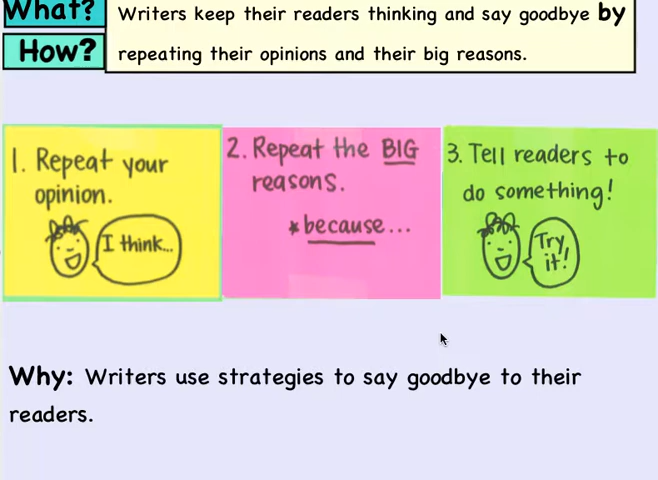 What?
Writers keep their readers thinking and say goodbye by
How?
repeating their opinions and their big reasons.
1. Repeat your
opinion.
I think...
2. Repeat the BIG
reasons.
*because...
3. Tell readers to
do something!
Try
it!
Why: Writers use strategies to say goodbye to their
readers.